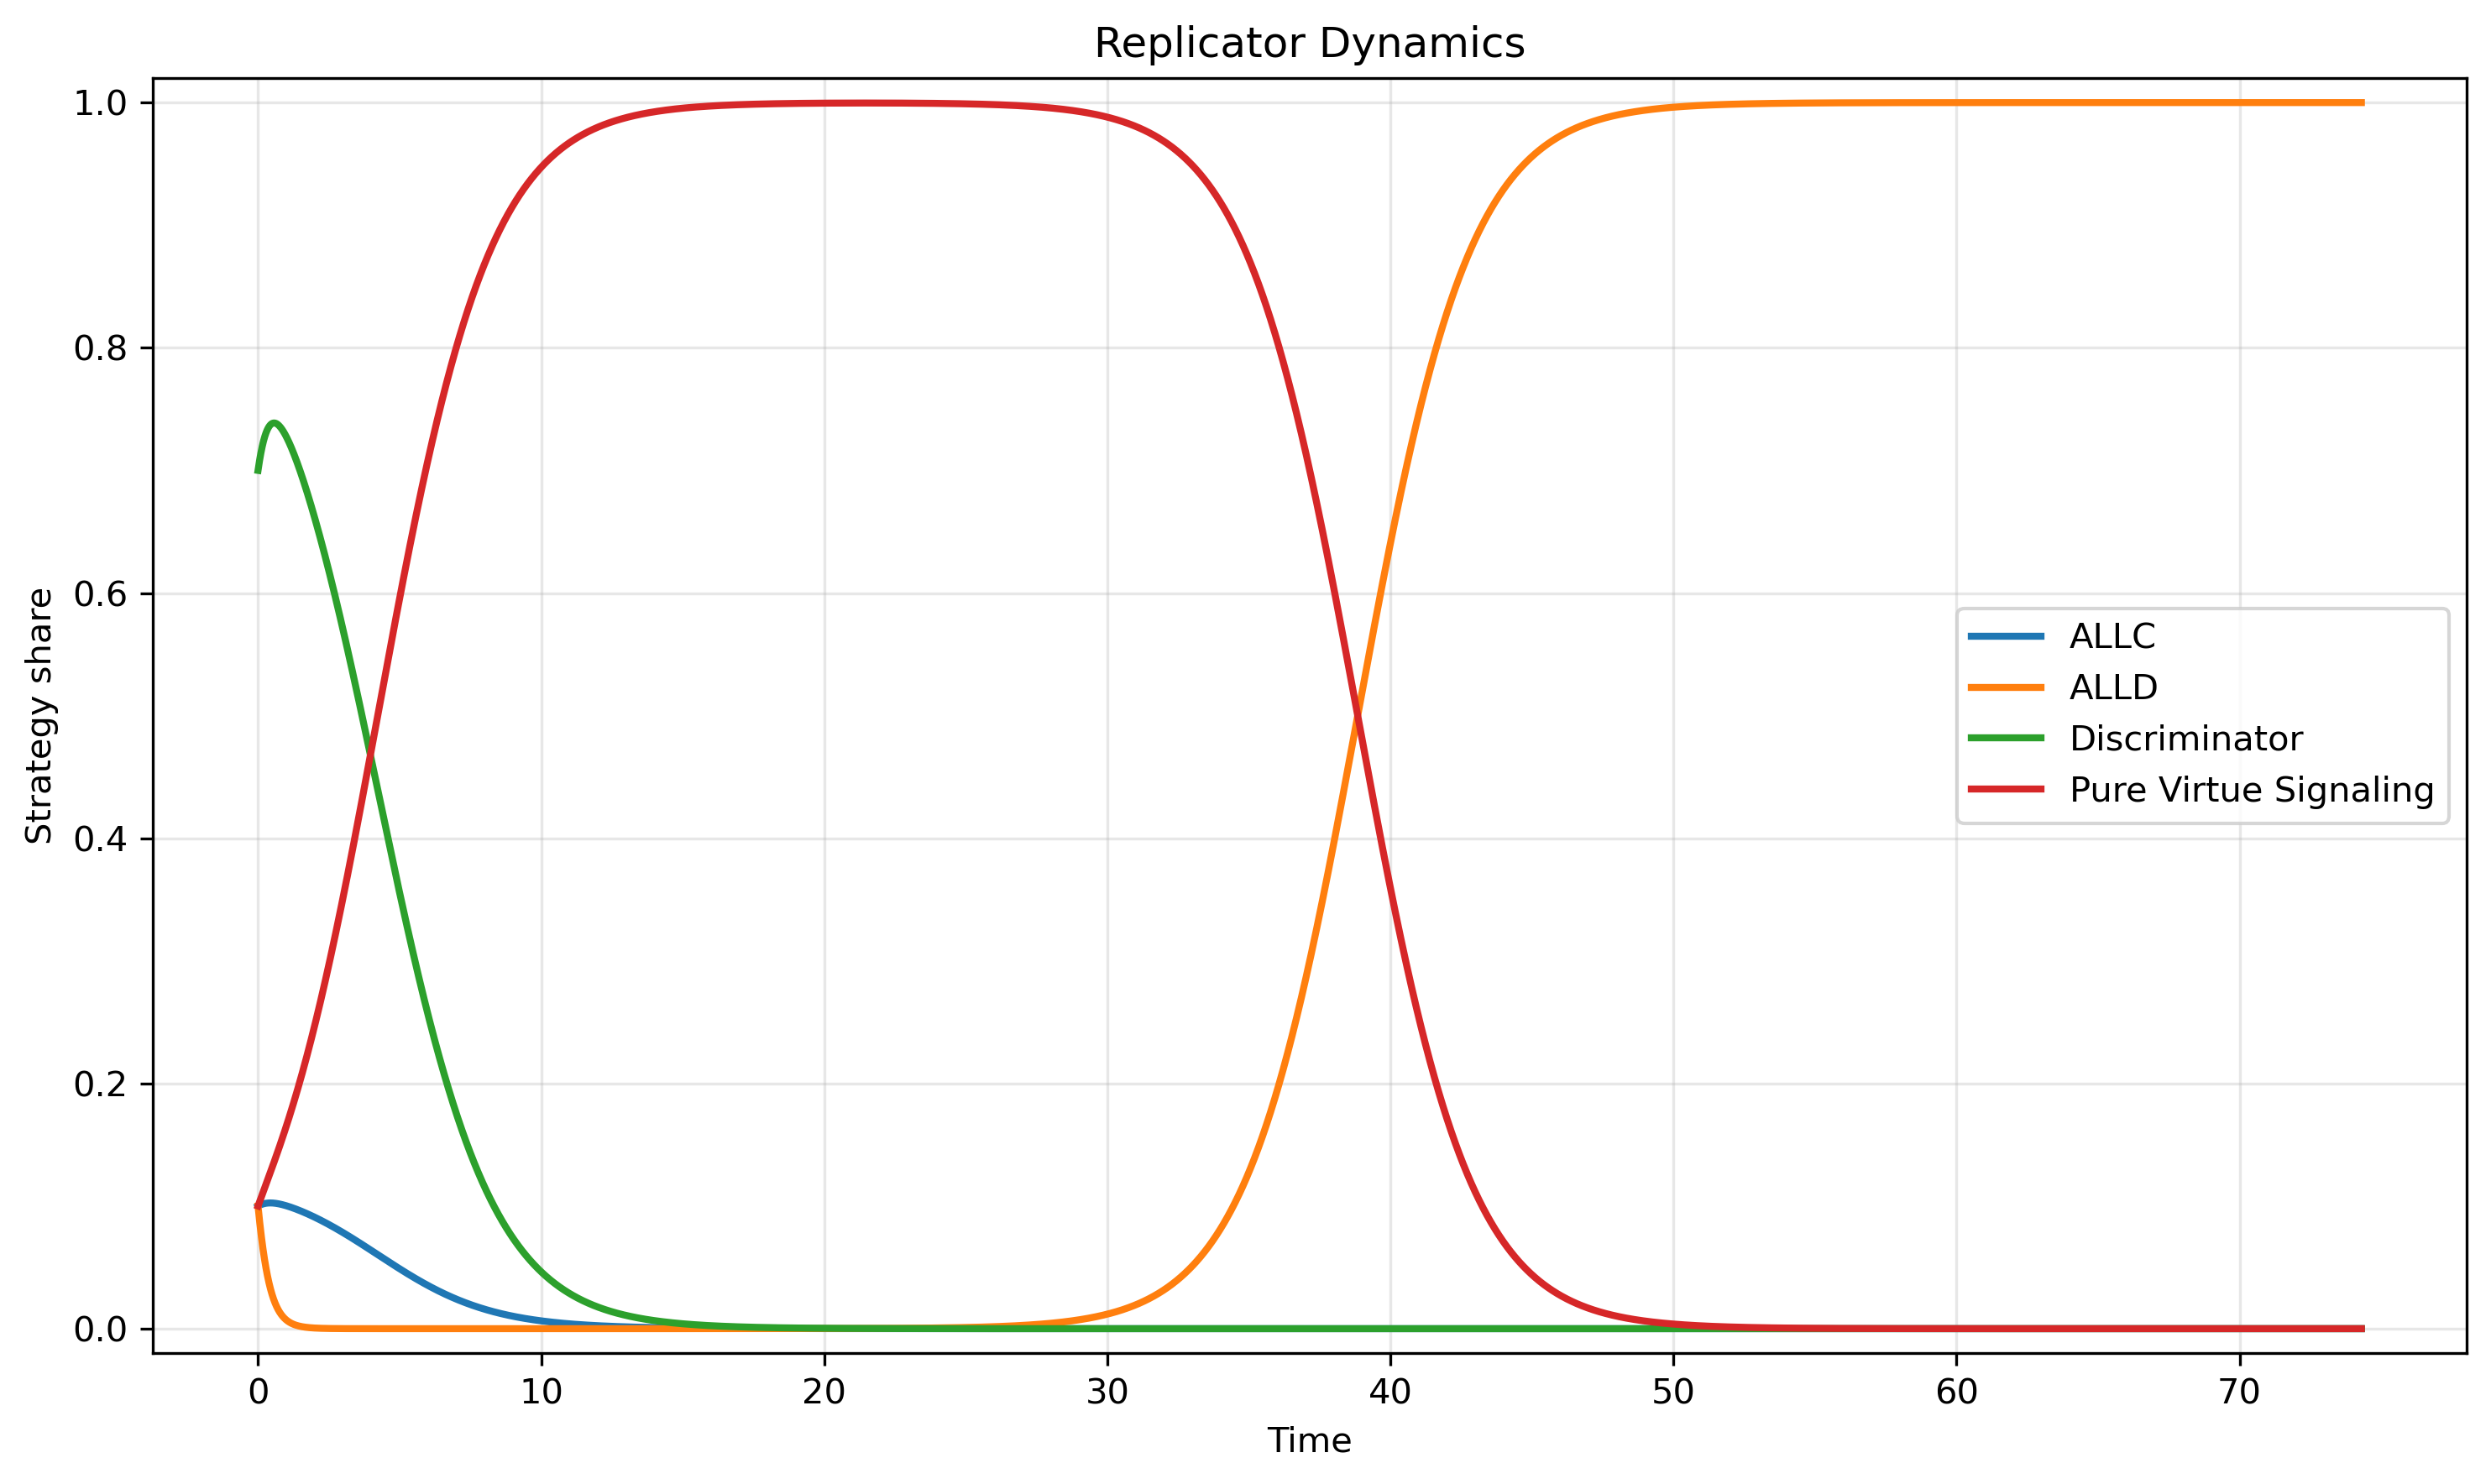 Replicator Dynamics
Strategy share
1.0
0.8
0.6
0.4
0.2
0.0
ALLC
ALLD
Discriminator
Pure Virtue Signaling
0 10 20 30 40 50 60 70
Time